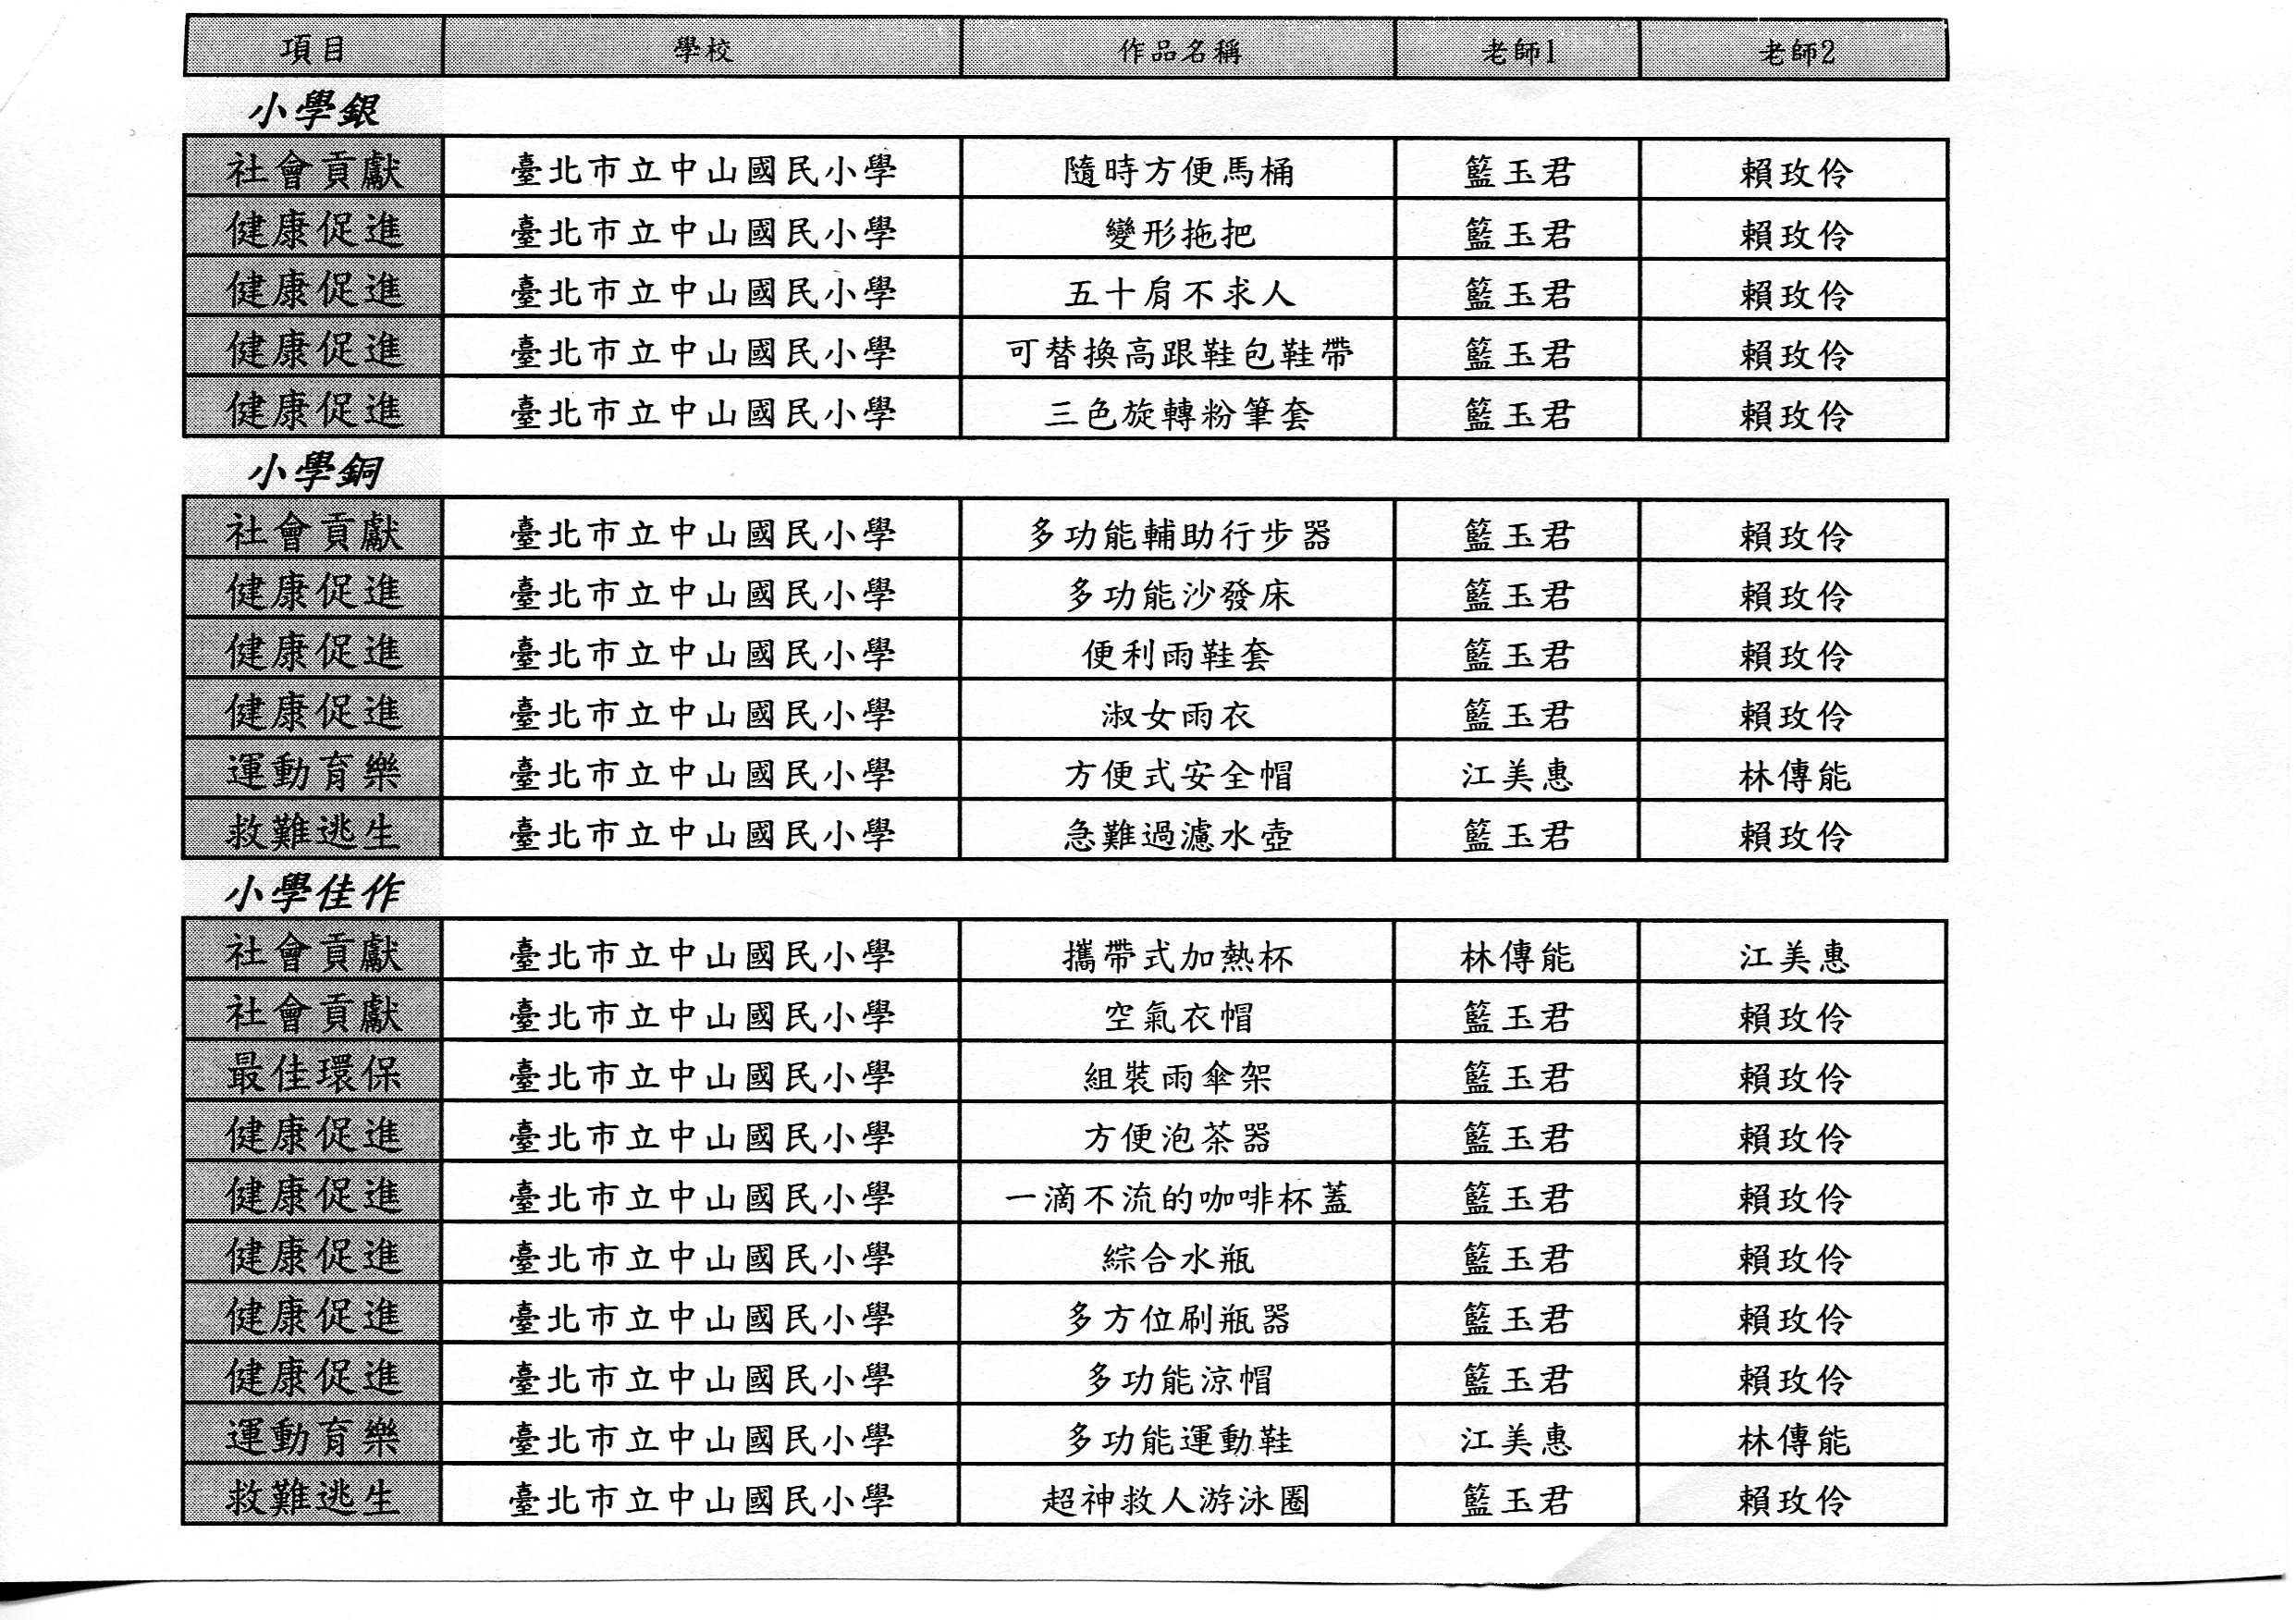 項目 學校 作品名稱 老師1 老師2
小學銀
社會貢獻 臺北市立中山國民小學 隨時方便馬桶 籃玉君 賴玫伶
健康促進 臺北市立中山國民小學 變形拖把 籃玉君 賴玫伶
健康促進 臺北市立中山國民小學 五十肩不求人 籃玉君 賴玫伶
健康促進 臺北市立中山國民小學 可替換高跟鞋包鞋帶 籃玉君 賴玫伶
健康促進 臺北市立中山國民小學 三色旋轉粉筆套 籃玉君 賴玫伶
小學銅
社會貢獻 臺北市立中山國民小學 多功能輔助行步器 籃玉君 賴玫伶
健康促進 臺北市立中山國民小學 多功能沙發床 籃玉君 賴玫伶
健康促進 臺北市立中山國民小學 便利雨鞋套 籃玉君 賴玫伶
健康促進 臺北市立中山國民小學 淑女雨衣 籃玉君 賴玫伶
運動育樂 臺北市立中山國民小學 方便式安全帽 江美惠 林傳能
救難逃生 臺北市立中山國民小學 急難過濾水壺 籃玉君 賴玫伶
小學佳作
社會貢獻 臺北市立中山國民小學 攜帶式加熱杯 林傳能 江美惠
社會貢獻 臺北市立中山國民小學 空氣衣帽 籃玉君 賴玫伶
最佳環保 臺北市立中山國民小學 組裝雨傘架 籃玉君 賴玫伶
健康促進 臺北市立中山國民小學 方便泡茶器 籃玉君 賴玫伶
健康促進 臺北市立中山國民小學 一滴不流的咖啡杯蓋 籃玉君 賴玫伶
健康促進 臺北市立中山國民小學 綜合水瓶 籃玉君 賴玫伶
健康促進 臺北市立中山國民小學 多方位刷瓶器 籃玉君 賴玫伶
健康促進 臺北市立中山國民小學 多功能涼帽 籃玉君 賴玫伶
運動育樂 臺北市立中山國民小學 多功能運動鞋 江美惠 林傳能
救難逃生 臺北市立中山國民小學 超神救人游泳圈 籃玉君 賴玫伶